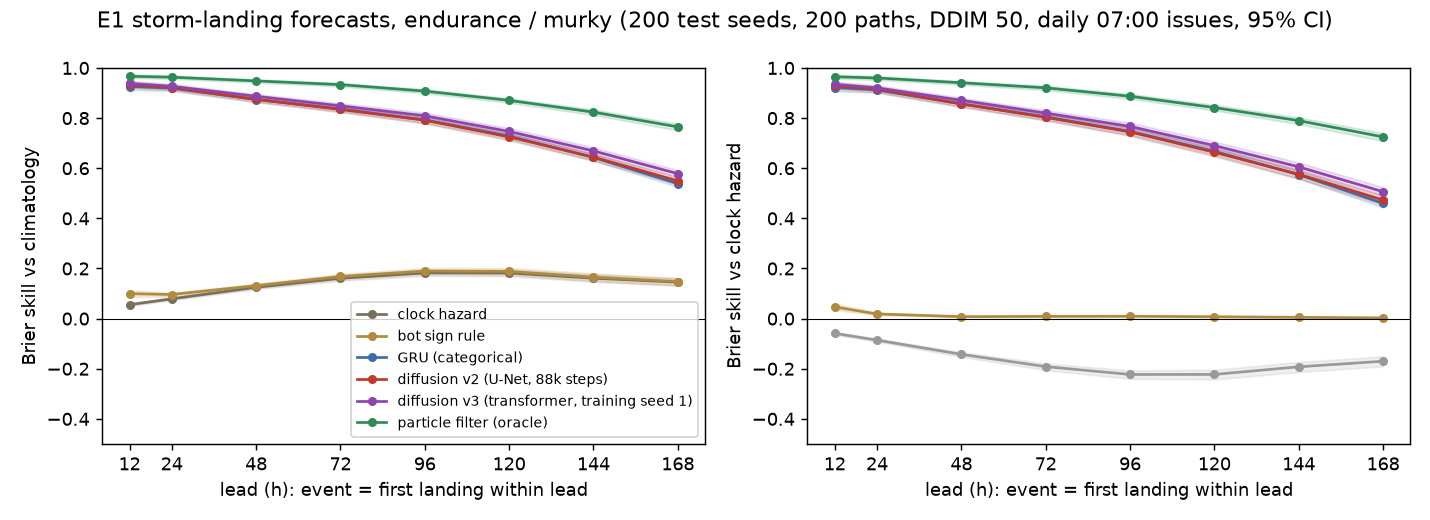 E1 storm-landing forecasts, endurance / murky (200 test seeds, 200 paths, DDIM 50, daily 07:00 issues, 95% CI)
Brier skill vs climatology
1.0
0.8
0.6
0.4
0.2
0.0
−0.2
−0.4
clock hazard
bot sign rule
GRU (categorical)
diffusion v2 (U-Net, 88k steps)
diffusion v3 (transformer, training seed 1)
particle filter (oracle)
12 24 48 72 96 120 144 168
lead (h): event = first landing within lead
Brier skill vs clock hazard
1.0
0.8
0.6
0.4
0.2
0.0
−0.2
−0.4
12 24 48 72 96 120 144 168
lead (h): event = first landing within lead